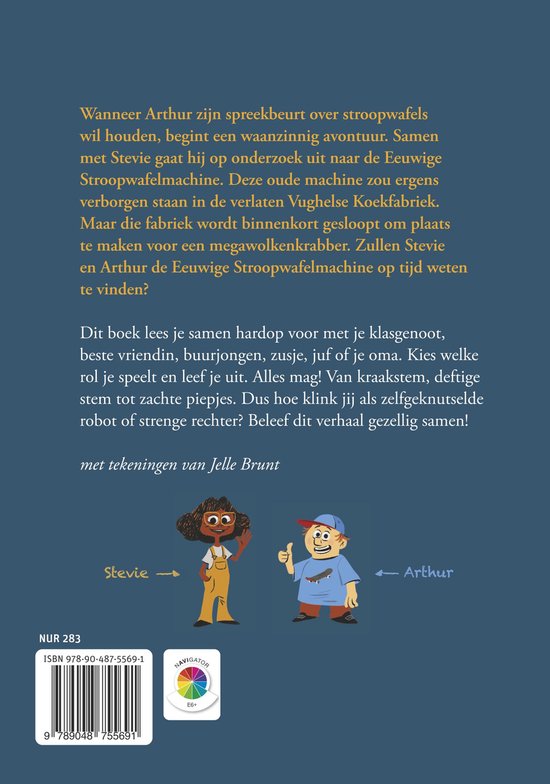 Wanneer Arthur zijn spreekbeurt over stroopwafels
wil houden, begint een waanzinnig avontuur. Samen
met Stevie gaat hij op onderzoek uit naar de Eeuwige
Stroopwafelmachine. Deze oude machine zou ergens
verborgen staan in de verlaten Vughelse Koekfabriek.
Maar die fabriek wordt binnenkort gesloopt om plaats
te maken voor een megawolkenkrabber. Zullen Stevie
en Arthur de Eeuwige Stroopwafelmachine op tijd weten
te vinden?
Dit boek lees je samen hardop voor met je klasgenoot,
beste vriendin, buurjongen, zusje, juf of je oma. Kies welke
rol je speelt en leef je uit. Alles mag! Van kraakstem, deftige
stem tot zachte piepjes. Dus hoe klink jij als zelfgeknutselde
robot of strenge rechter? Beleef dit verhaal gezellig samen!
met tekeningen van Jelle Brunt
Stevie
Arthur
NUR 283
ISBN 978-90-487-5569-1
9 789048 755691
NAVIGATOR
E6+